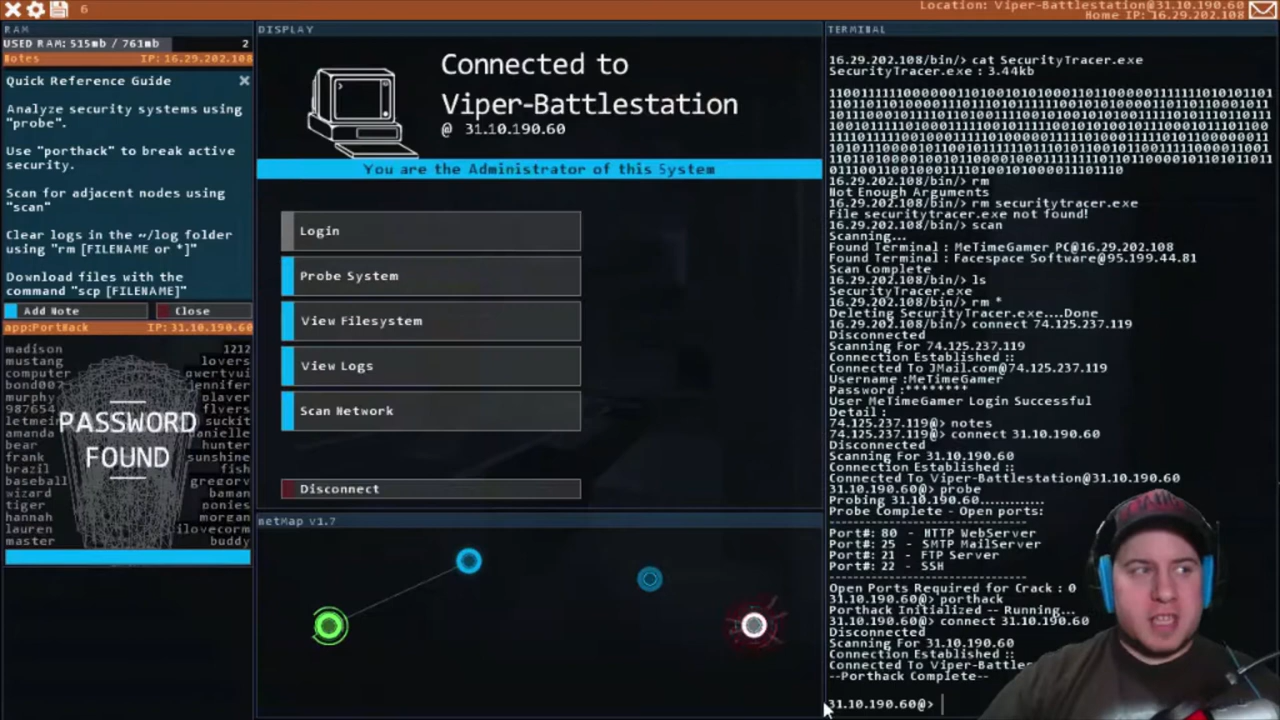 6
Location: Viper-Battlestation@31.10.190.60
Home IP: 16.29.202.108
RAM
USED RAM: 515mb / 761mb 2
Notes IP: 16.29.202.108
Quick Reference Guide
Analyze security systems using
"probe".
Use "porthack" to break active
security.
Scan for adjacent nodes using
"scan"
Clear logs in the ~/log folder
using "rm [FILENAME or *]"
Download files with the
command "scp [FILENAME]"
Add Note
Close
app:PortHack IP: 31.10.190.60
madison 1212
mustang lovers
computer qwertyui
bond007 jennifer
murphy player
987654 flyers
letmein suckit
amanda danielle
bear hunter
frank sunshine
brazil fish
baseball gregory
wizard baman
tiger ponies
hannah morgan
lauren ilovecorm
master buddy
PASSWORD
FOUND
DISPLAY
Connected to
Viper-Battlestation
@ 31.10.190.60
You are the Administrator of this System
Login
Probe System
View Filesystem
View Logs
Scan Network
Disconnect
netMap v1.7
TERMINAL
16.29.202.108/bin/> cat SecurityTracer.exe
SecurityTracer.exe : 3.44kb
16.29.202.108/bin/> rm
Not Enough Arguments
16.29.202.108/bin/> rm securitytracer.exe
File securitytracer.exe not found!
16.29.202.108/bin/> scan
Scanning...
Found Terminal : MeTimeGamer PC@16.29.202.108
Found Terminal : Facespace Software@95.199.44.81
Scan Complete
16.29.202.108/bin/> ls
SecurityTracer.exe
16.29.202.108/bin/> rm *
Deleting SecurityTracer.exe....Done
16.29.202.108/bin/> connect 74.125.237.119
Disconnected
Scanning For 74.125.237.119
Connection Established ::
Connected To JMail.com@74.125.237.119
Username :MeTimeGamer
Password :********
User MeTimeGamer Login Successful
Detail :
74.125.237.119@> notes
74.125.237.119@> connect 31.10.190.60
Disconnected
Scanning For 31.10.190.60
Connection Established ::
Connected To Viper-Battlestation@31.10.190.60
31.10.190.60@> probe
Probing 31.10.190.60.............
Probe Complete - Open ports:
---------------------------------
Port#: 80 - HTTP WebServer
Port#: 25 - SMTP MailServer
Port#: 21 - FTP Server
Port#: 22 - SSH
---------------------------------
Open Ports Required for Crack : 0
31.10.190.60@> porthack
Porthack Initialized -- Running...
31.10.190.60@> connect 31.10.190.60
Disconnected
Scanning For 31.10.190.60
Connection Established ::
Connected To Viper-Battles
--Porthack Complete--
31.10.190.60@>